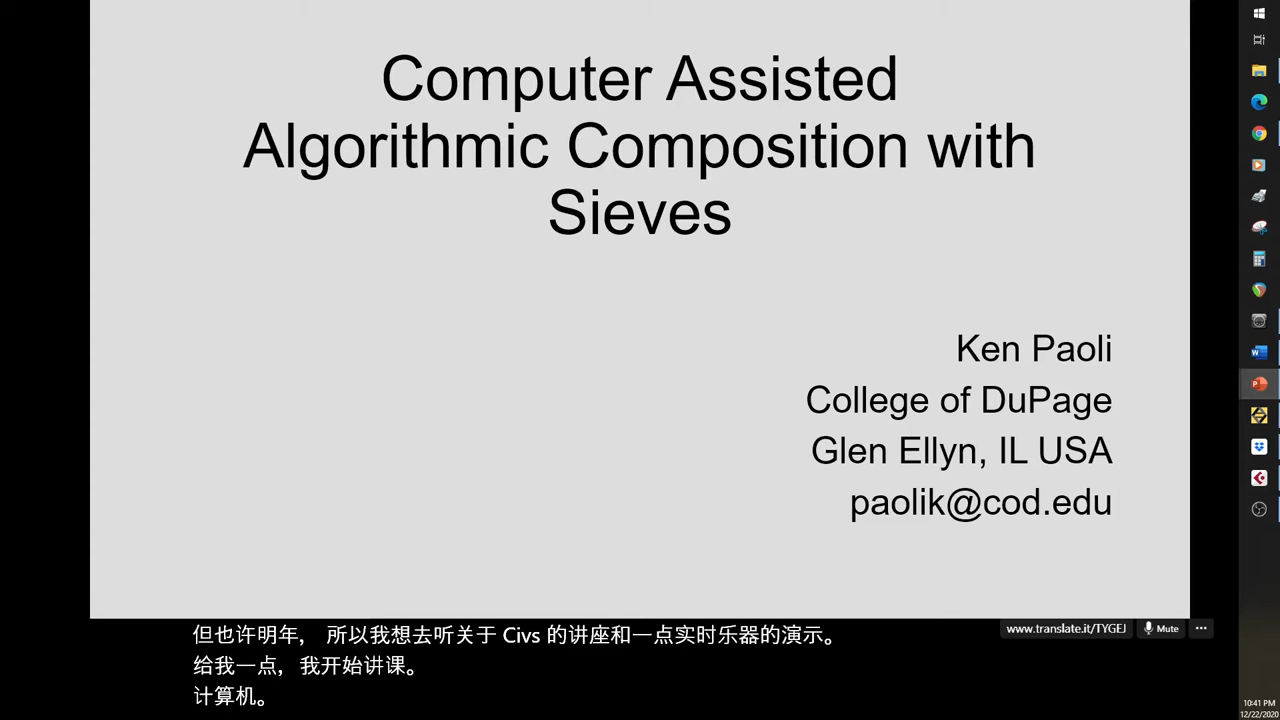 Computer Assisted
Algorithmic Composition with
Sieves
Ken Paoli
College of DuPage
Glen Ellyn, IL USA
paolik@cod.edu
但也许明年， 所以我想去听关于 Civs 的讲座和一点实时乐器的演示。
给我一点，我开始讲课。
计算机。
www.translate.it/TYGEJ
Mute
10:41 PM
12/22/2020